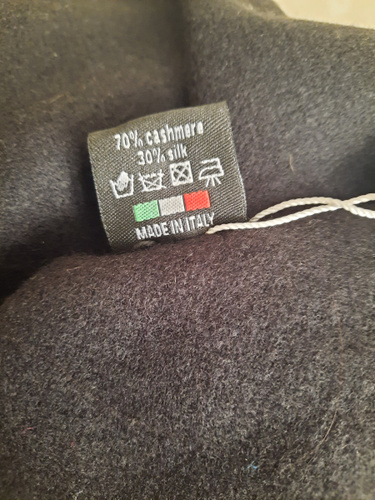 70% cashmere
30% silk
MADE IN ITALY